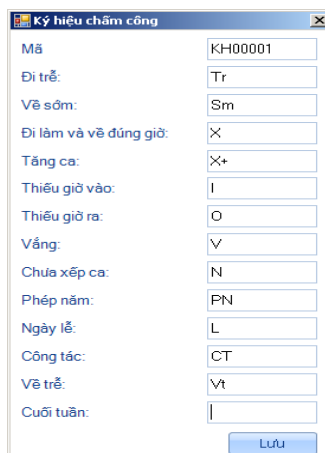 Ký hiệu chấm công
Mã KH00001
Đi trễ: Tr
Về sớm: Sm
Đi làm và về đúng giờ: X
Tăng ca: X+
Thiếu giờ vào: I
Thiếu giờ ra: O
Vắng: V
Chưa xếp ca: N
Phép năm: PN
Ngày lễ: L
Công tác: CT
Về trễ: Vt
Cuối tuần:
Lưu